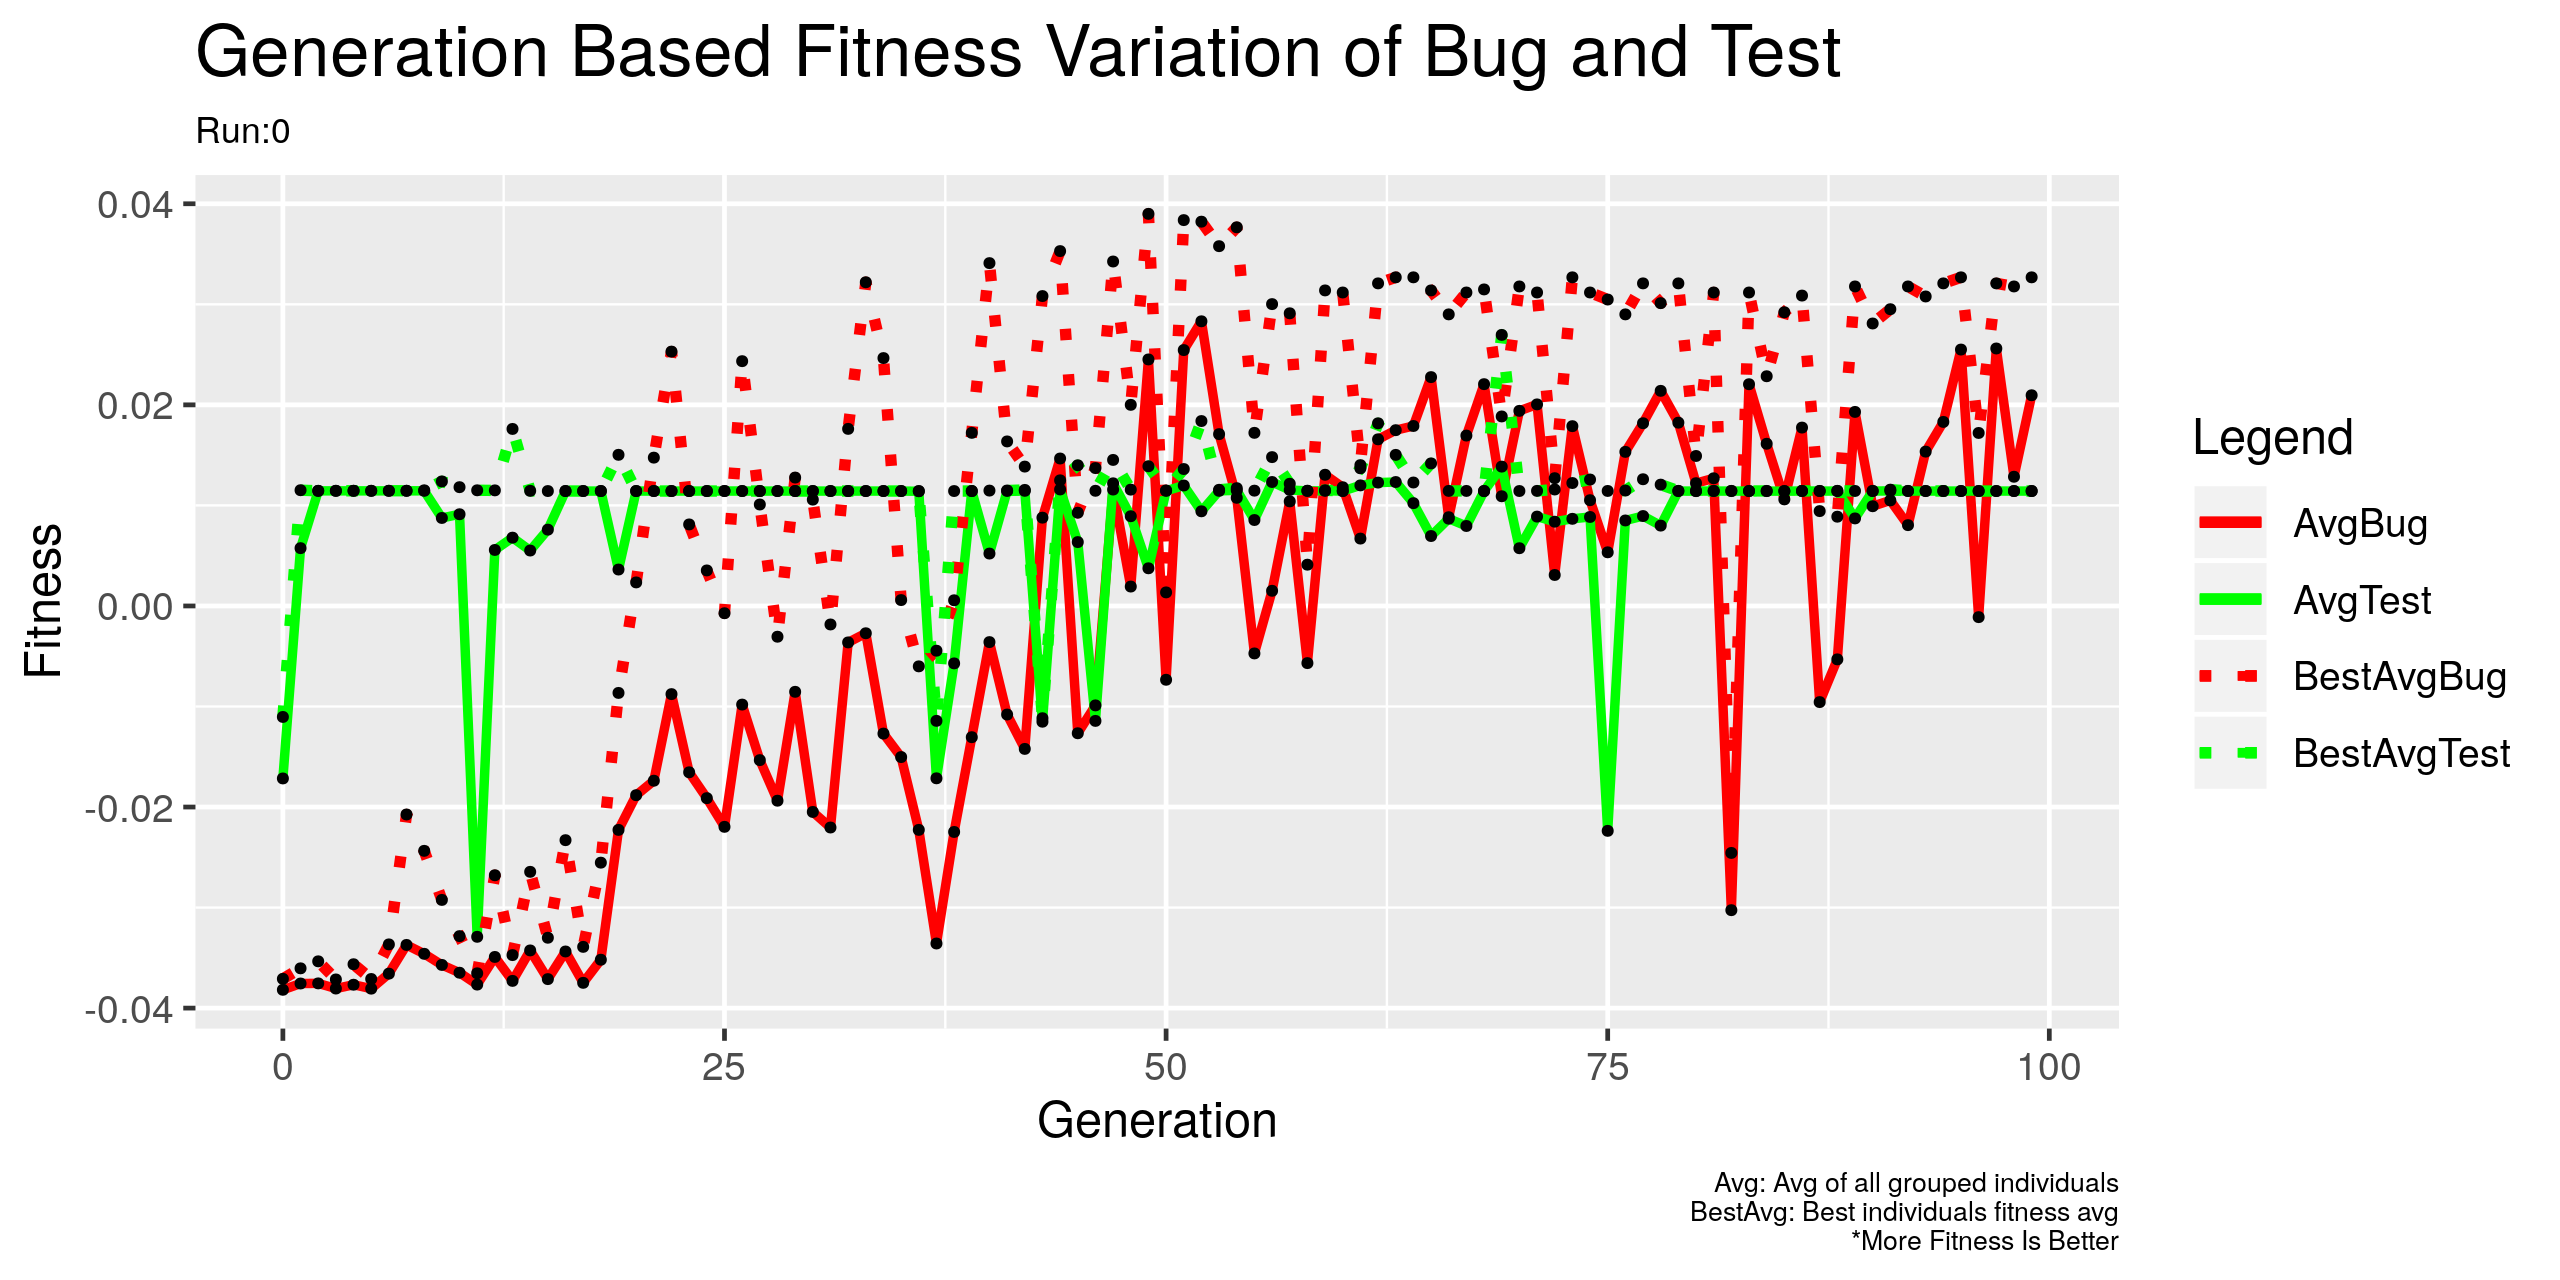 Generation Based Fitness Variation of Bug and Test
Run:0
Fitness
0.04
0.02
0.00
-0.02
-0.04
0
25
50
75
100
Generation
Legend
AvgBug
AvgTest
BestAvgBug
BestAvgTest
Avg: Avg of all grouped individuals
BestAvg: Best individuals fitness avg
*More Fitness Is Better